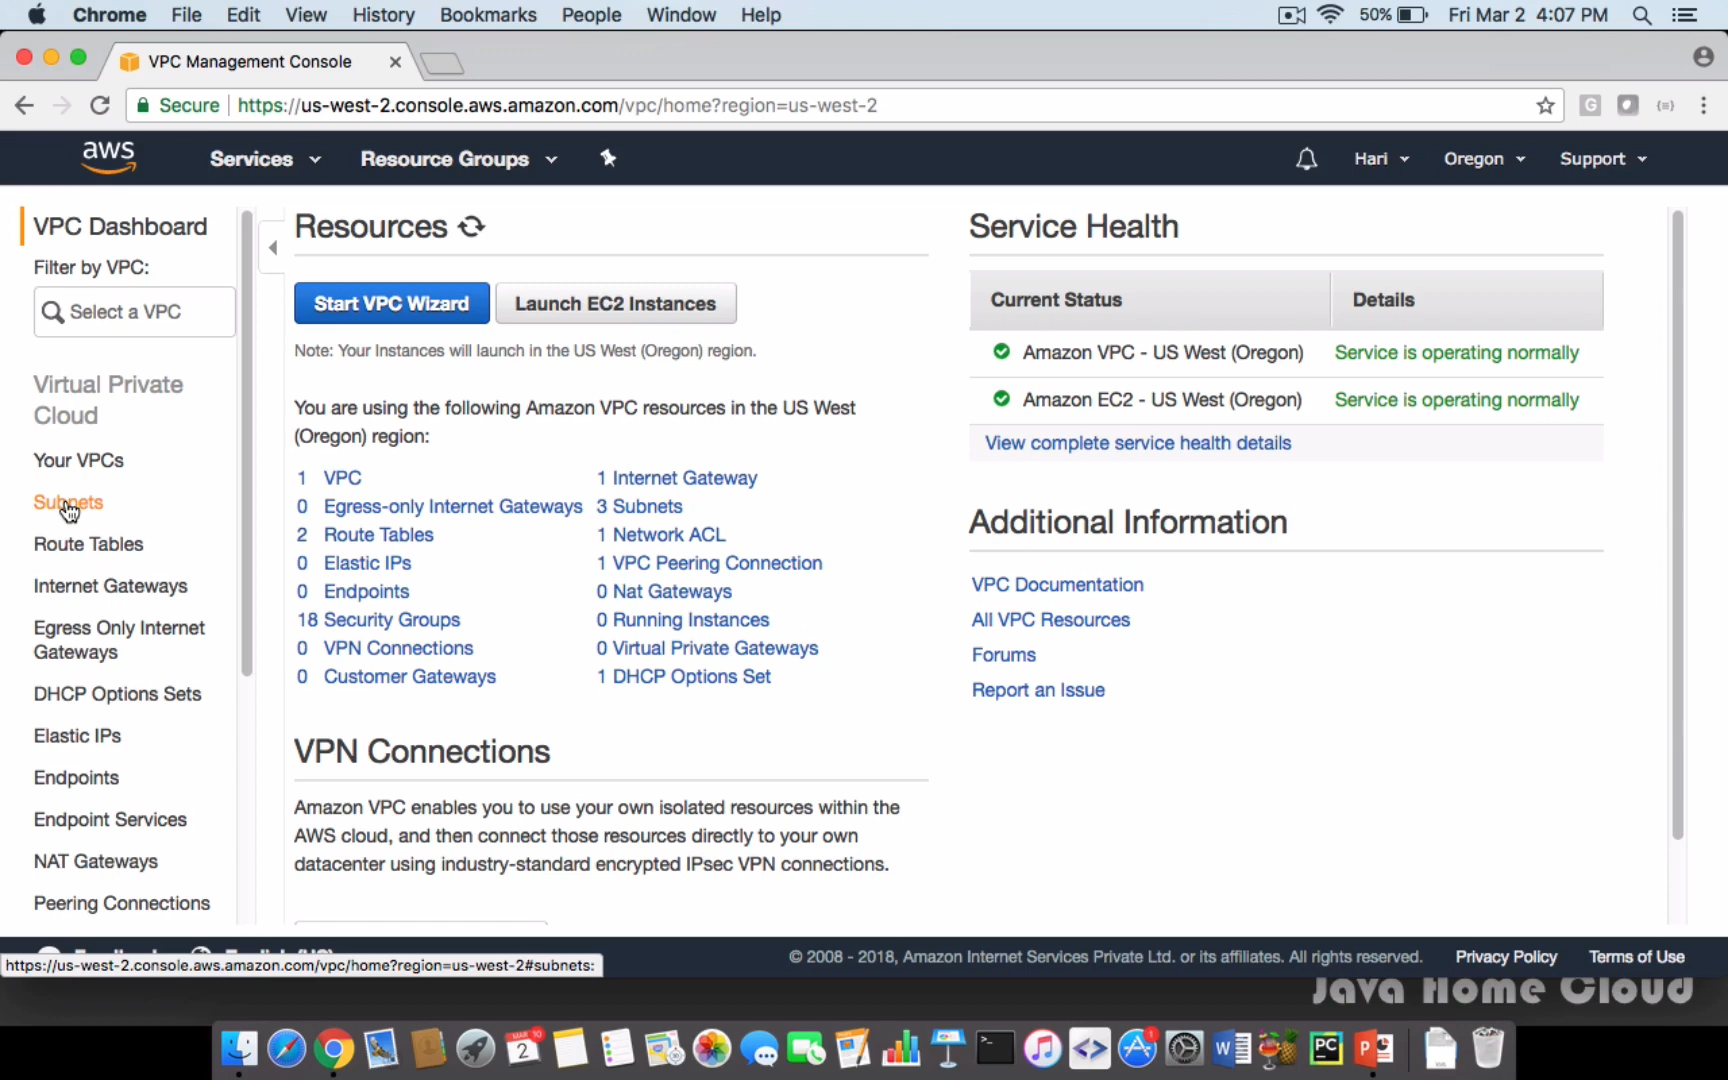 Chrome File Edit View History Bookmarks People Window Help 50% Fri Mar 2 4:07 PM
VPC Management Console
Secure https://us-west-2.console.aws.amazon.com/vpc/home?region=us-west-2
aws Services Resource Groups Hari Oregon Support
VPC Dashboard
Filter by VPC:
Select a VPC
Virtual Private
Cloud
Your VPCs
Subnets
Route Tables
Internet Gateways
Egress Only Internet
Gateways
DHCP Options Sets
Elastic IPs
Endpoints
Endpoint Services
NAT Gateways
Peering Connections
Resources
Start VPC Wizard Launch EC2 Instances
Note: Your Instances will launch in the US West (Oregon) region.
You are using the following Amazon VPC resources in the US West
(Oregon) region:
1 VPC 1 Internet Gateway
0 Egress-only Internet Gateways 3 Subnets
2 Route Tables 1 Network ACL
0 Elastic IPs 1 VPC Peering Connection
0 Endpoints 0 Nat Gateways
18 Security Groups 0 Running Instances
0 VPN Connections 0 Virtual Private Gateways
0 Customer Gateways 1 DHCP Options Set
VPN Connections
Amazon VPC enables you to use your own isolated resources within the
AWS cloud, and then connect those resources directly to your own
datacenter using industry-standard encrypted IPsec VPN connections.
Service Health
Current Status Details
Amazon VPC - US West (Oregon) Service is operating normally
Amazon EC2 - US West (Oregon) Service is operating normally
View complete service health details
Additional Information
VPC Documentation
All VPC Resources
Forums
Report an Issue
https://us-west-2.console.aws.amazon.com/vpc/home?region=us-west-2#subnets:
© 2008 - 2018, Amazon Internet Services Private Ltd. or its affiliates. All rights reserved. Privacy Policy Terms of Use
Java Home Cloud